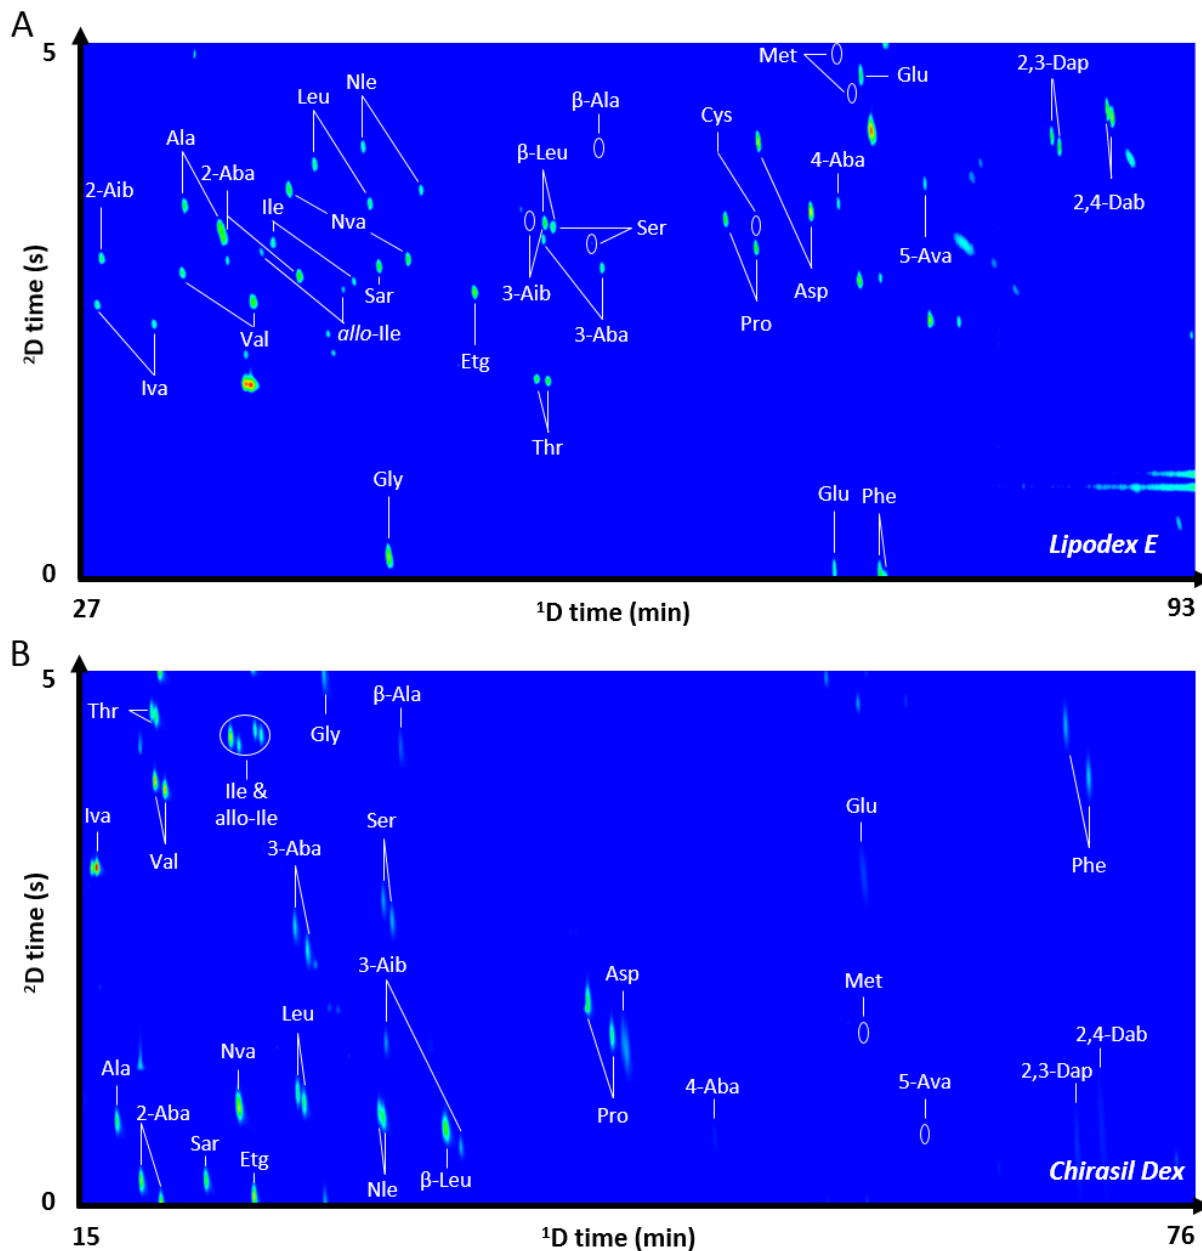 A
5
Met
Glu
2,3-Dap
Nle
Leu
β-Ala
Cys
Ala
β-Leu
4-Aba
2-Aba
2-Aib
2,4-Dab
Ile
Nva
Ser
5-Ava
3-Aib
Asp
Sar
Pro
allo-Ile
3-Aba
Val
Etg
Iva
²D time (s)
Thr
Gly
Glu
Phe
Lipodex E
0
27
¹D time (min)
93
B
5
β-Ala
Thr
Gly
Ile &
allo-Ile
Iva
Glu
Ser
3-Aba
Val
Phe
²D time (s)
3-Aib
Asp
Met
Leu
2,4-Dab
Nva
Ala
2,3-Dap
5-Ava
4-Aba
2-Aba
Pro
Sar
Etg
β-Leu
Nle
Chirasil Dex
0
15
¹D time (min)
76